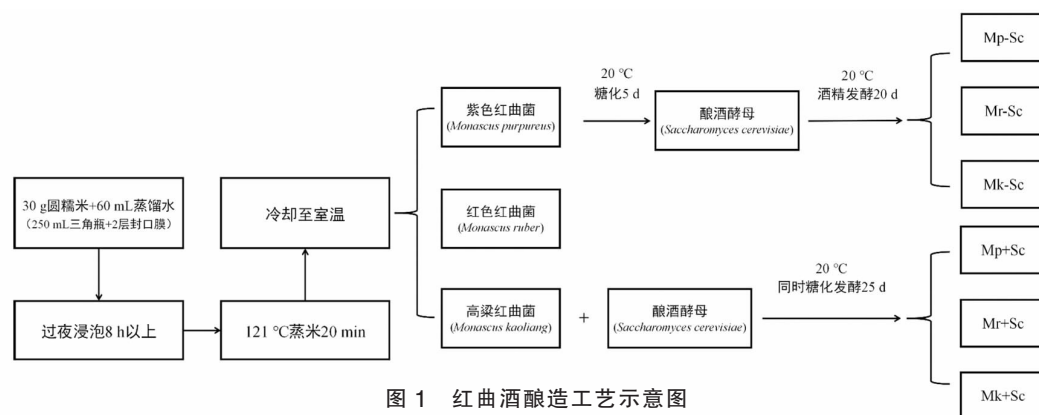 30 g圆糯米+60 mL蒸馏水
（250 mL三角瓶+2层封口膜）
过夜浸泡8 h以上
121 ℃蒸米20 min
冷却至室温
紫色红曲菌
(Monascus purpureus)
红色红曲菌
(Monascus ruber)
高粱红曲菌
(Monascus kaoliang)
20 ℃
糖化5 d
酿酒酵母
(Saccharomyces cerevisiae)
20 ℃
酒精发酵20 d
Mp-Sc
Mr-Sc
Mk-Sc
+
酿酒酵母
(Saccharomyces cerevisiae)
20 ℃
同时糖化发酵25 d
Mp+Sc
Mr+Sc
Mk+Sc
图 1 红曲酒酿造工艺示意图